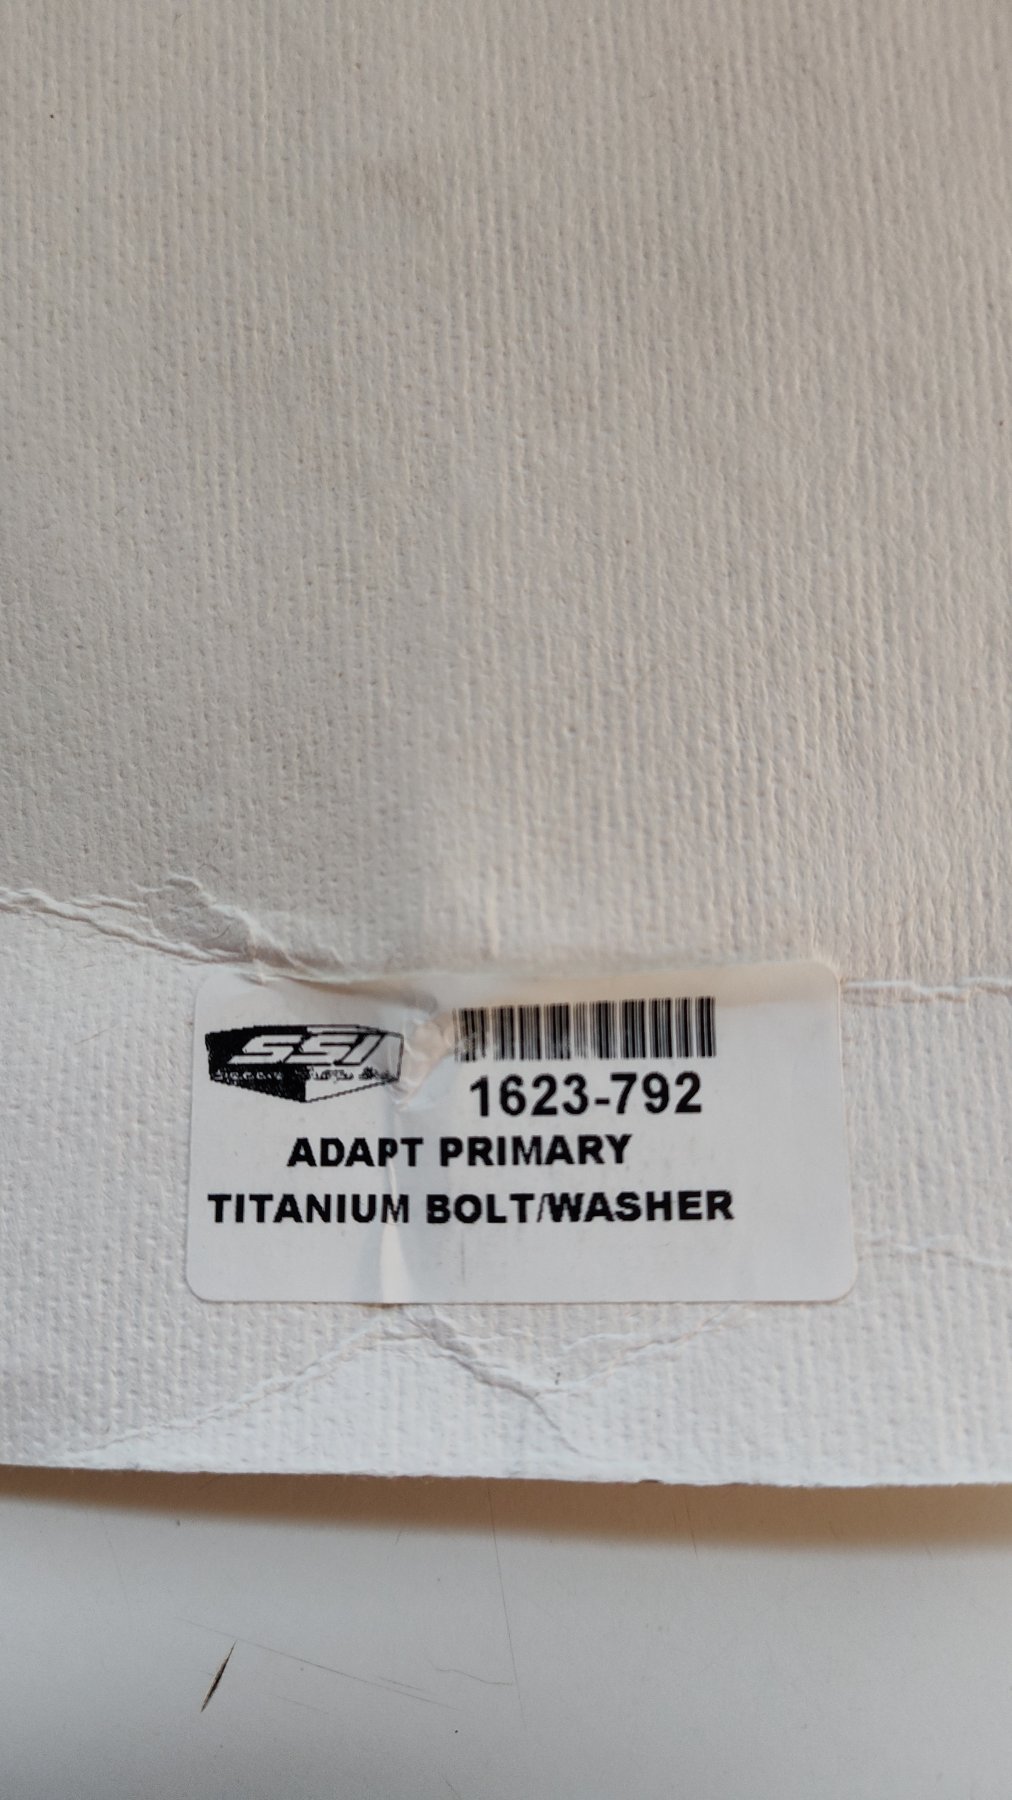 SSI
1623-792
ADAPT PRIMARY
TITANIUM BOLT/WASHER